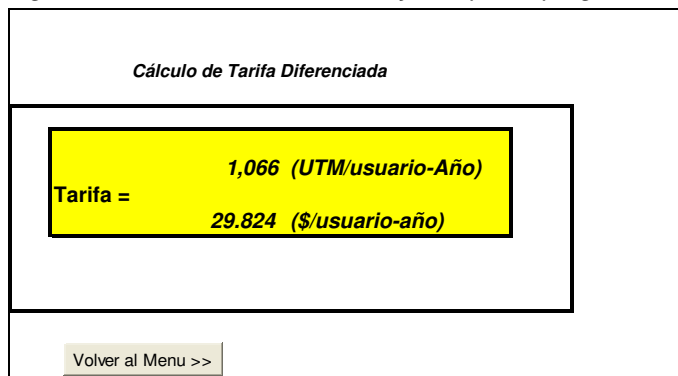 Cálculo de Tarifa Diferenciada
1,066 (UTM/usuario-Año)
Tarifa =
29.824 ($/usuario-año)
Volver al Menu >>